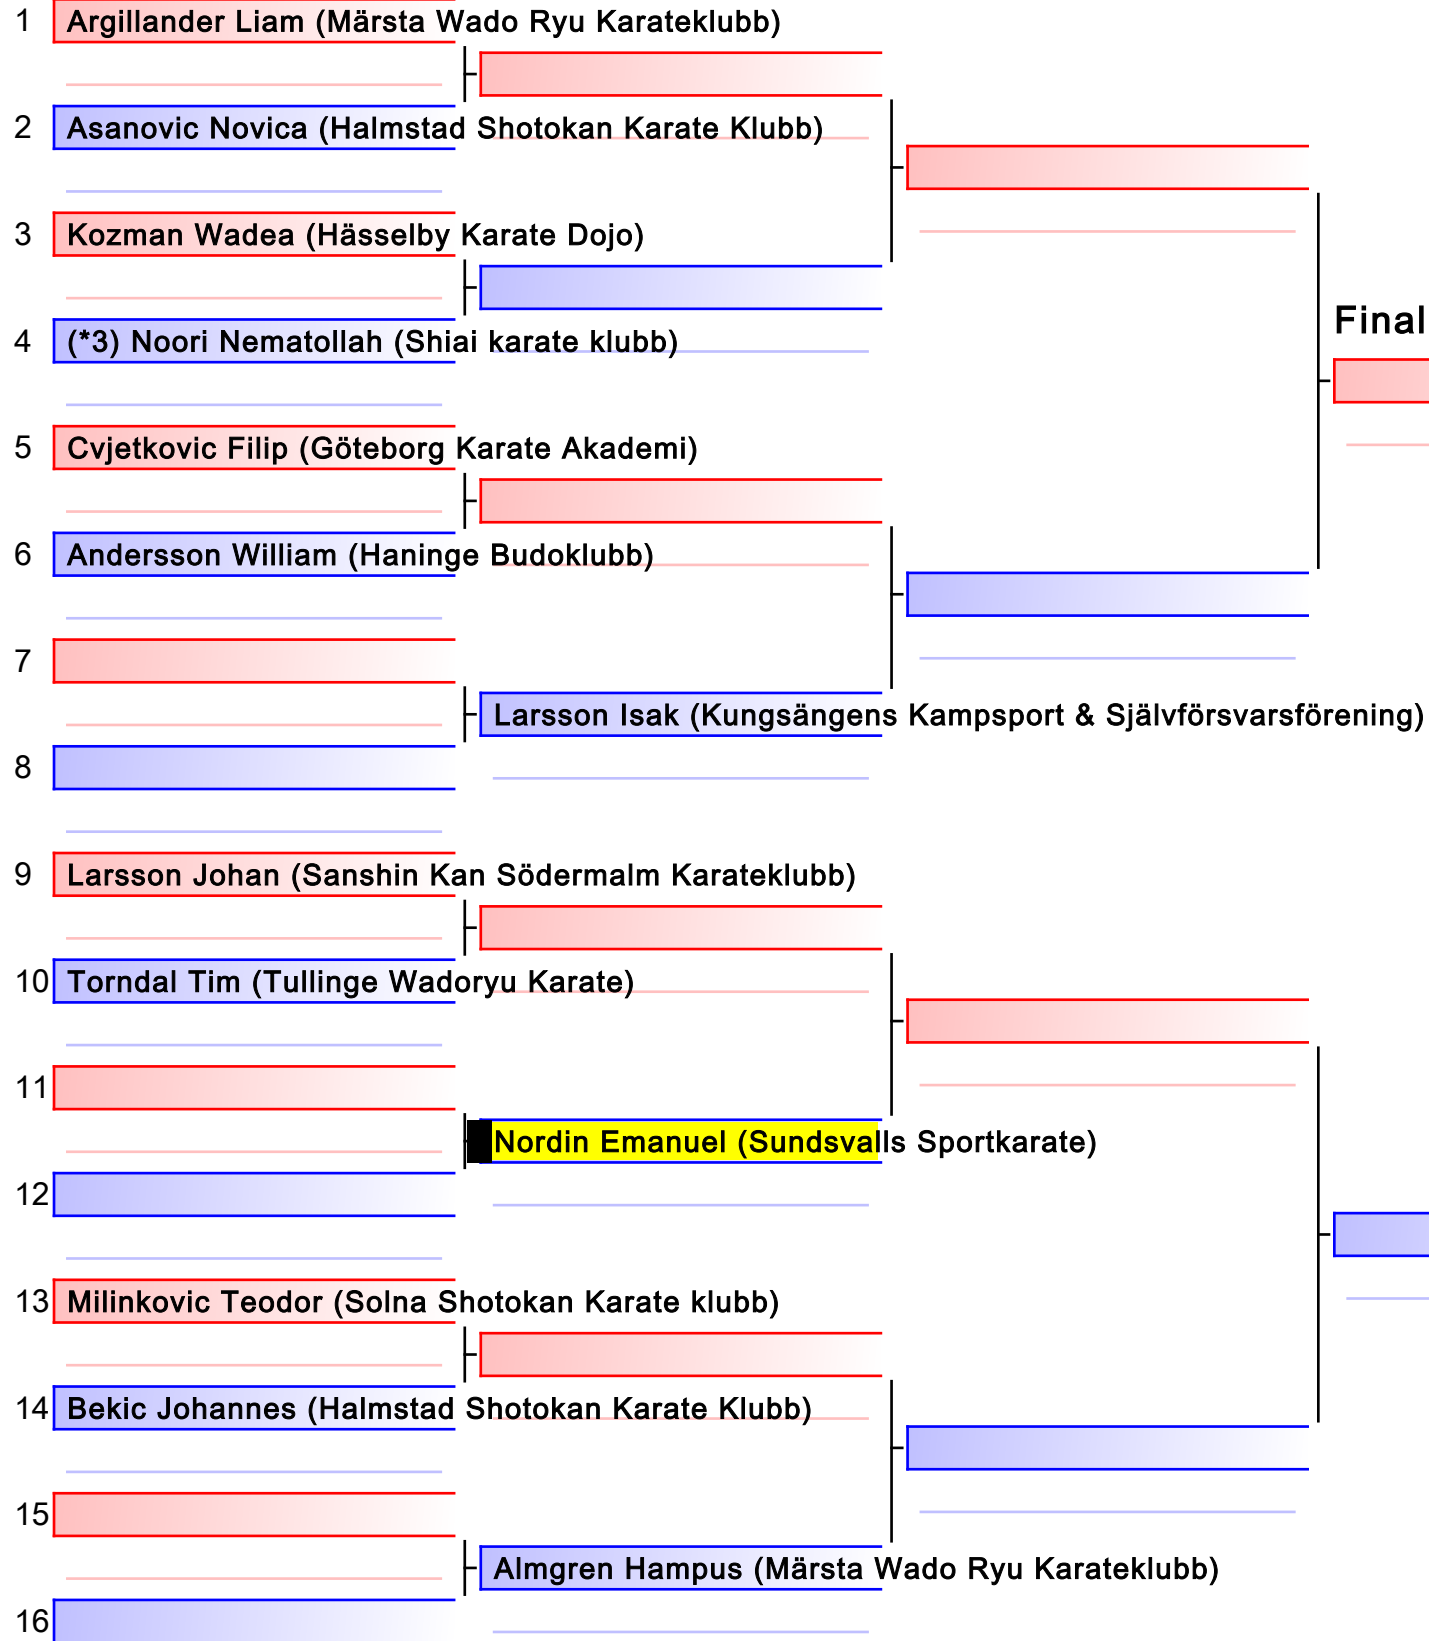 1 Argillander Liam (Märsta Wado Ryu Karateklubb)
2 Asanovic Novica (Halmstad Shotokan Karate Klubb)
3 Kozman Wadea (Hässelby Karate Dojo)
Final
4 (*3) Noori Nematollah (Shiai karate klubb)
5 Cvjetkovic Filip (Göteborg Karate Akademi)
6 Andersson William (Haninge Budoklubb)
7
Larsson Isak (Kungsängens Kampsport & Självförsvarsförening)
8
9 Larsson Johan (Sanshin Kan Södermalm Karateklubb)
10 Torndal Tim (Tullinge Wadoryu Karate)
11
Nordin Emanuel (Sundsvalls Sportkarate)
12
13 Milinkovic Teodor (Solna Shotokan Karate klubb)
14 Bekic Johannes (Halmstad Shotokan Karate Klubb)
15
Almgren Hampus (Märsta Wado Ryu Karateklubb)
16